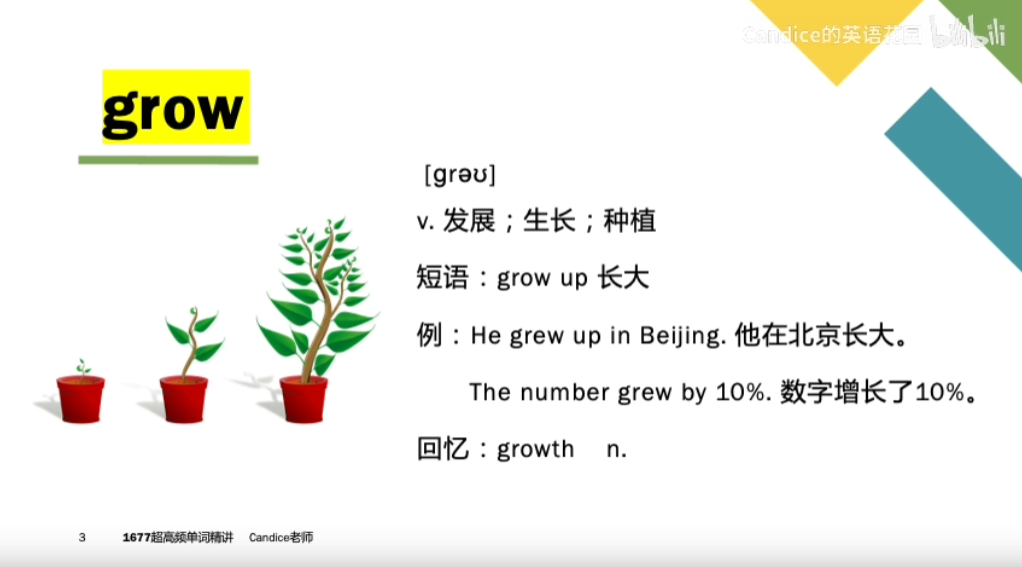 Candice的英语花园 bilibili
grow
[grəʊ]
v. 发展；生长；种植
短语：grow up 长大
例：He grew up in Beijing. 他在北京长大。
The number grew by 10%. 数字增长了10%。
回忆：growth n.
3 1677超高频单词精讲 Candice老师